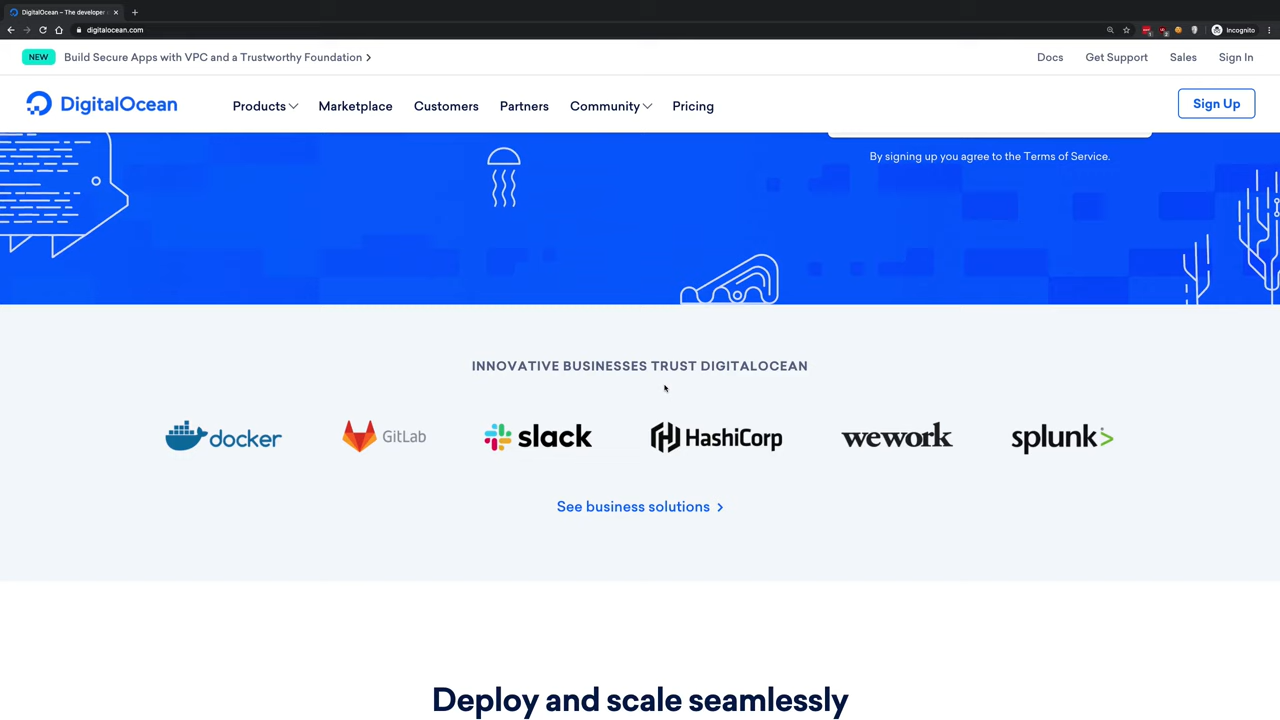 DigitalOcean – The developer
digitalocean.com
Incognito
NEW Build Secure Apps with VPC and a Trustworthy Foundation
Docs Get Support Sales Sign In
DigitalOcean Products Marketplace Customers Partners Community Pricing Sign Up
By signing up you agree to the Terms of Service.
INNOVATIVE BUSINESSES TRUST DIGITALOCEAN
docker GitLab slack HashiCorp wework splunk>
See business solutions
Deploy and scale seamlessly